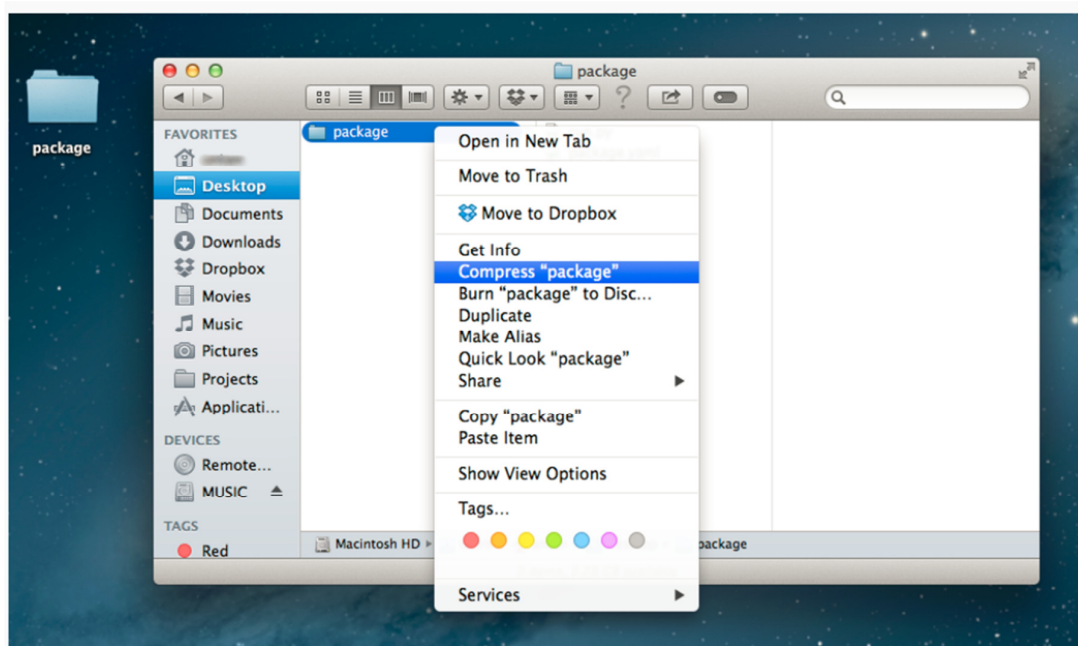 package
package
FAVORITES
Desktop
Documents
Downloads
Dropbox
Movies
Music
Pictures
Projects
Applicati...
DEVICES
Remote...
MUSIC
TAGS
Red
package
Open in New Tab
Move to Trash
Move to Dropbox
Get Info
Compress “package”
Burn “package” to Disc...
Duplicate
Make Alias
Quick Look “package”
Share
Copy “package”
Paste Item
Show View Options
Tags...
Services
Macintosh HD
package